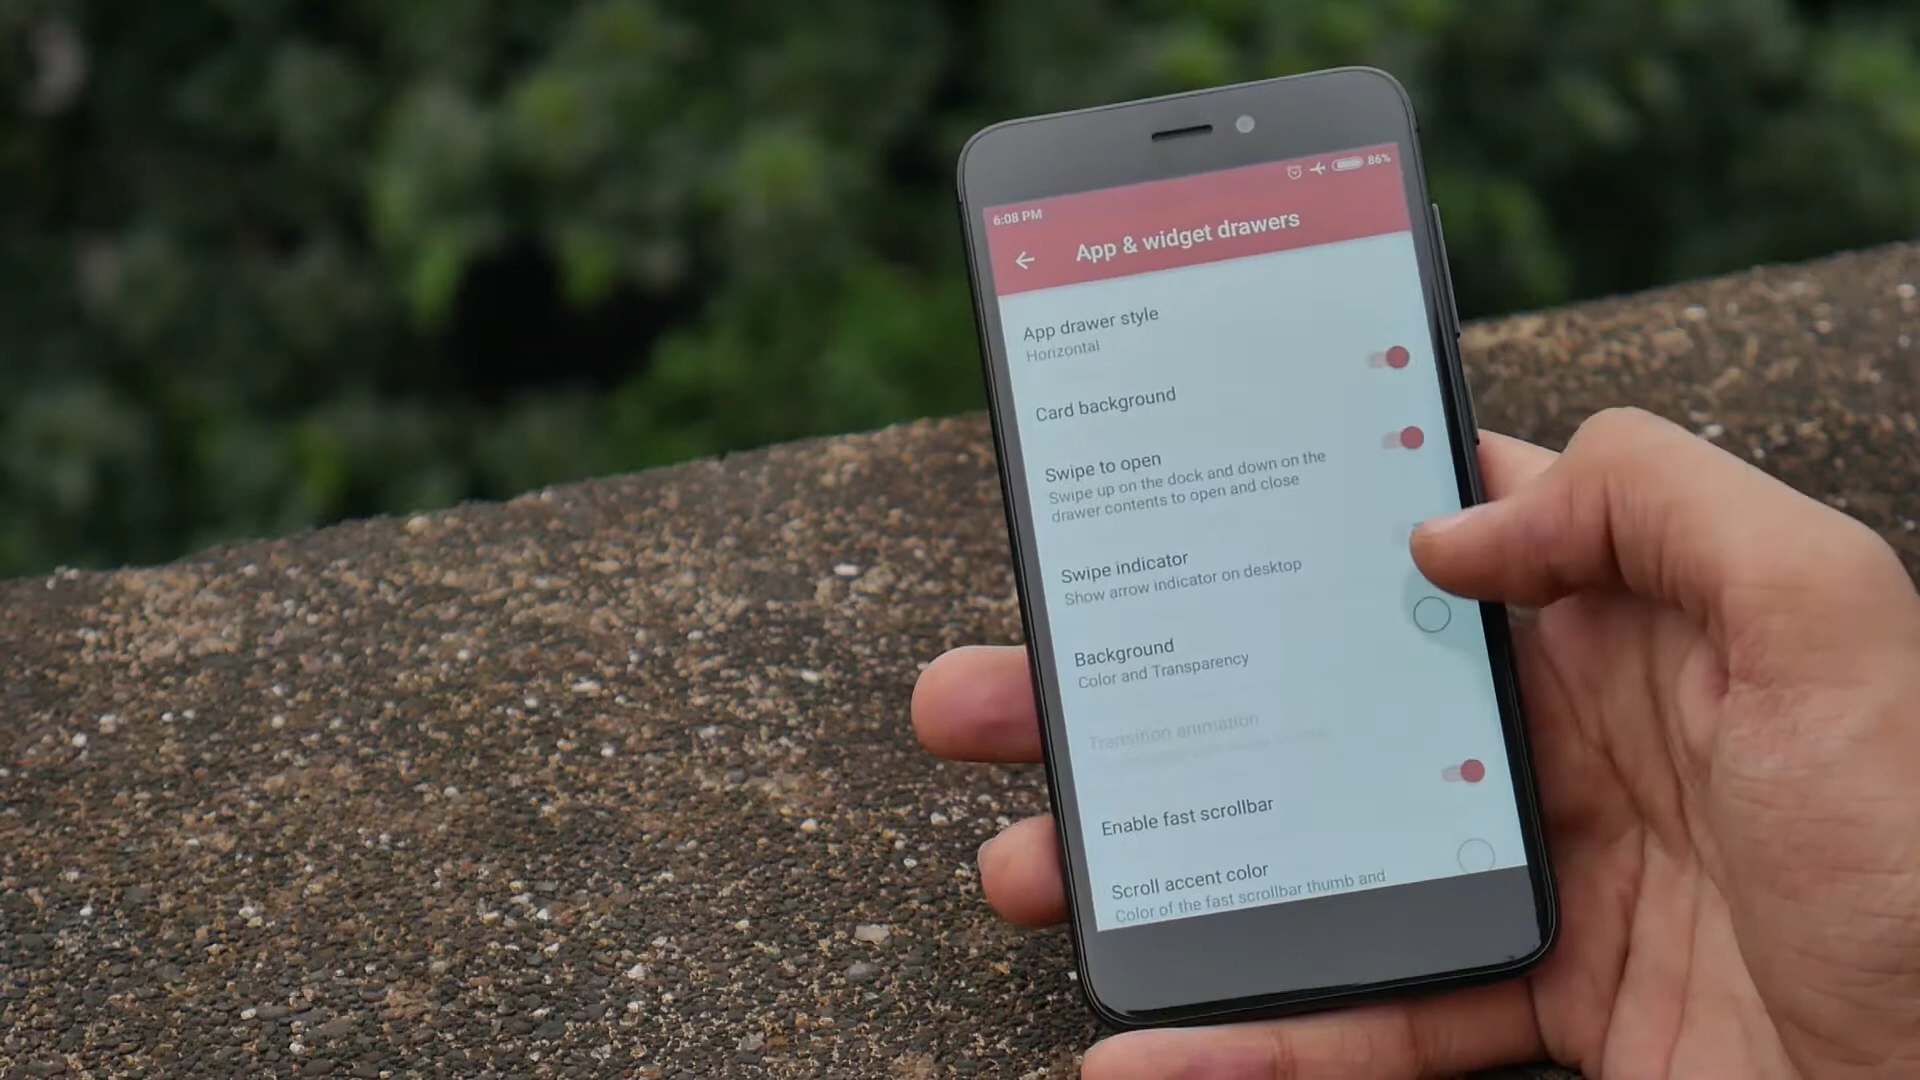 6:08 PM
86%
App & widget drawers
App drawer style
Horizontal
Card background
Swipe to open
Swipe up on the dock and down on the
drawer contents to open and close
Swipe indicator
Show arrow indicator on desktop
Background
Color and Transparency
Transition animation
Enable fast scrollbar
Scroll accent color
Color of the fast scrollbar thumb and